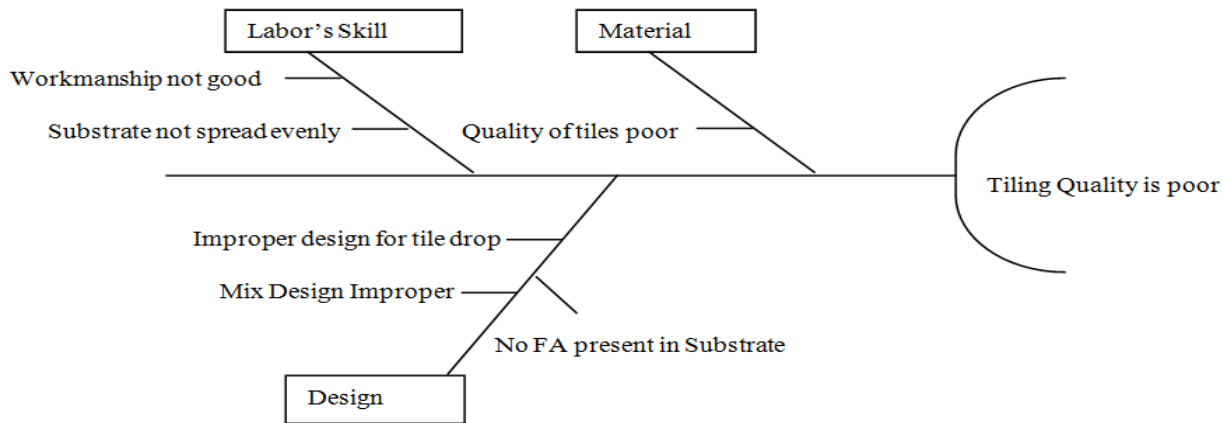 Labor’s Skill
Material
Workmanship not good
Substrate not spread evenly
Quality of tiles poor
Tiling Quality is poor
Improper design for tile drop
Mix Design Improper
No FA present in Substrate
Design